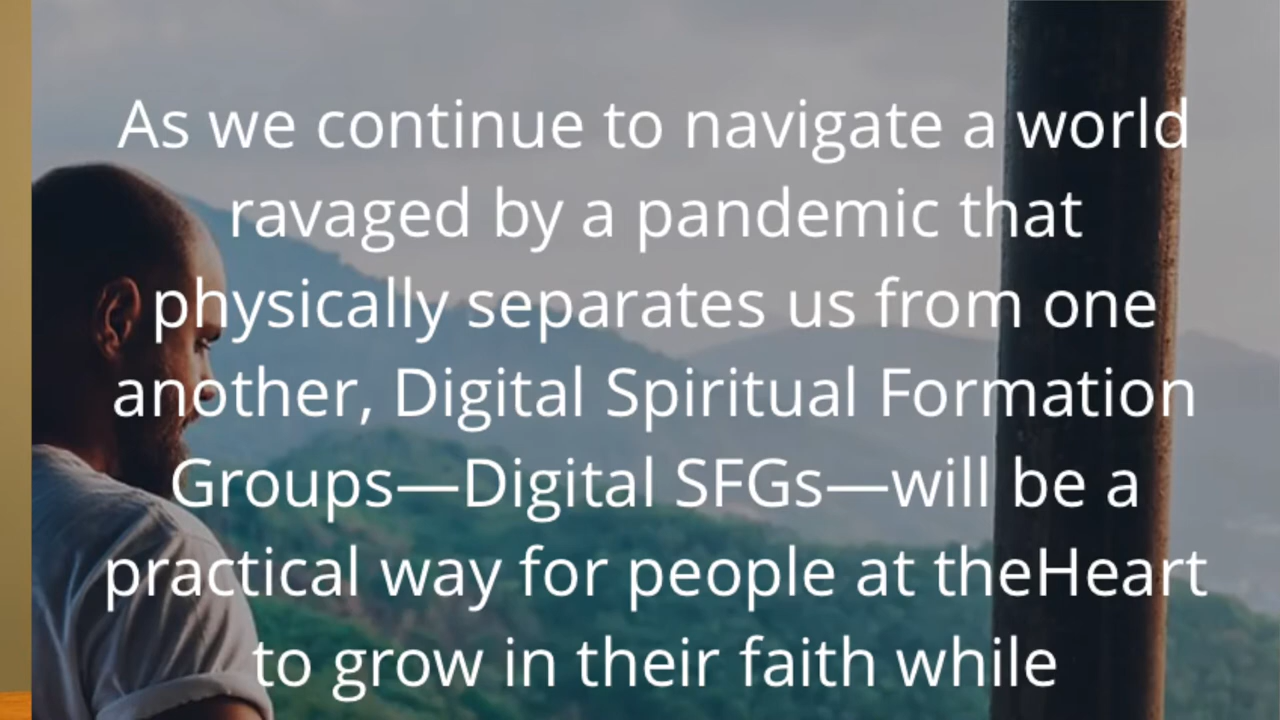 As we continue to navigate a world
ravaged by a pandemic that
physically separates us from one
another, Digital Spiritual Formation
Groups—Digital SFGs—will be a
practical way for people at theHeart
to grow in their faith while